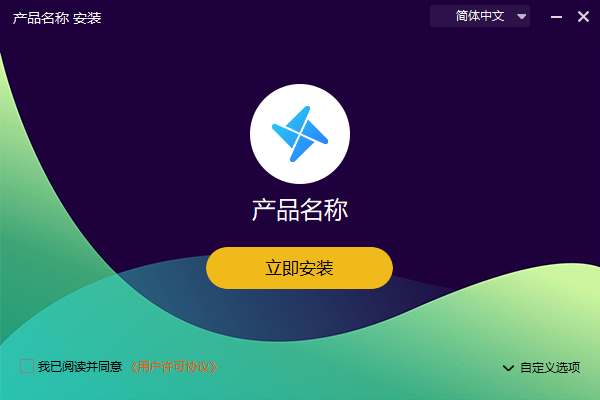 产品名称 安装
简体中文
产品名称
立即安装
我已阅读并同意 《用户许可协议》
自定义选项